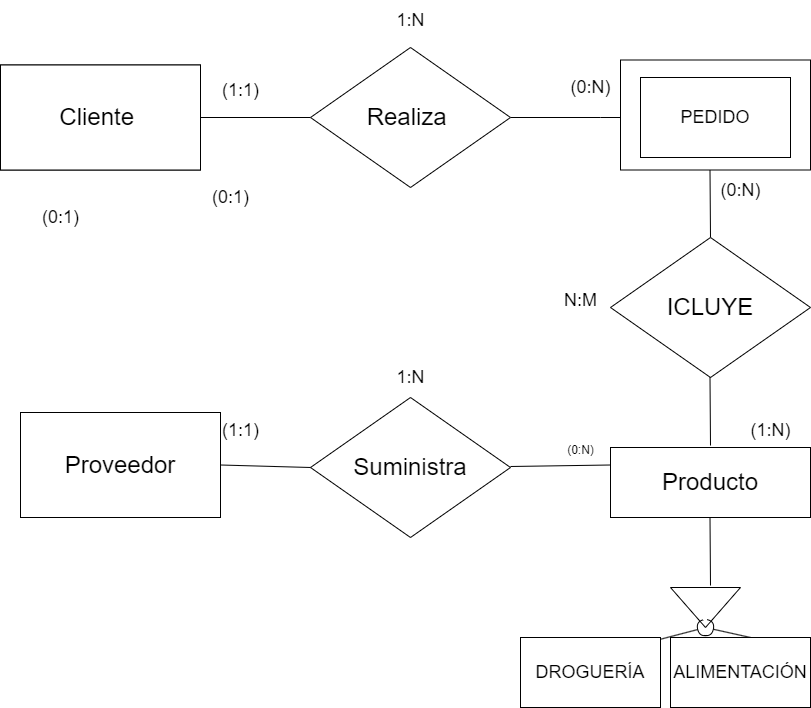 1:N
(1:1)
(0:N)
Cliente
Realiza
PEDIDO
(0:1)
(0:1)
(0:N)
N:M
ICLUYE
1:N
(1:1)
(0:N)
(1:N)
Proveedor
Suministra
Producto
DROGUERÍA
ALIMENTACIÓN